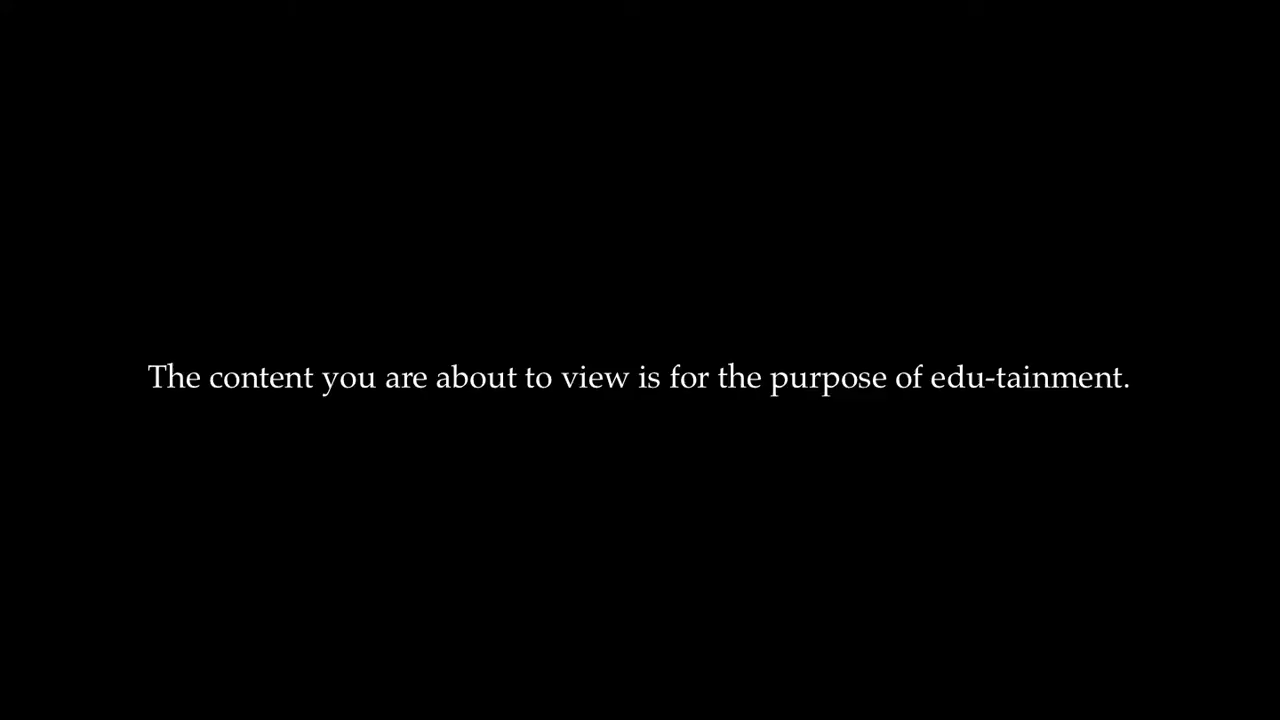 The content you are about to view is for the purpose of edu-tainment.